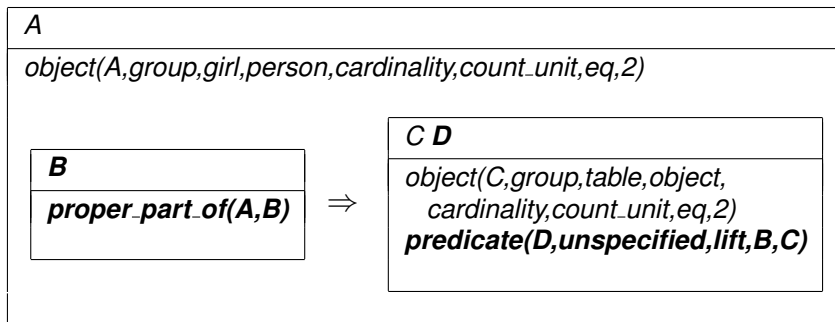 A
object(A,group,girl,person,cardinality,count_unit,eq,2)
B
proper_part_of(A,B)
⇒
C D
object(C,group,table,object,
cardinality,count_unit,eq,2)
predicate(D,unspecified,lift,B,C)